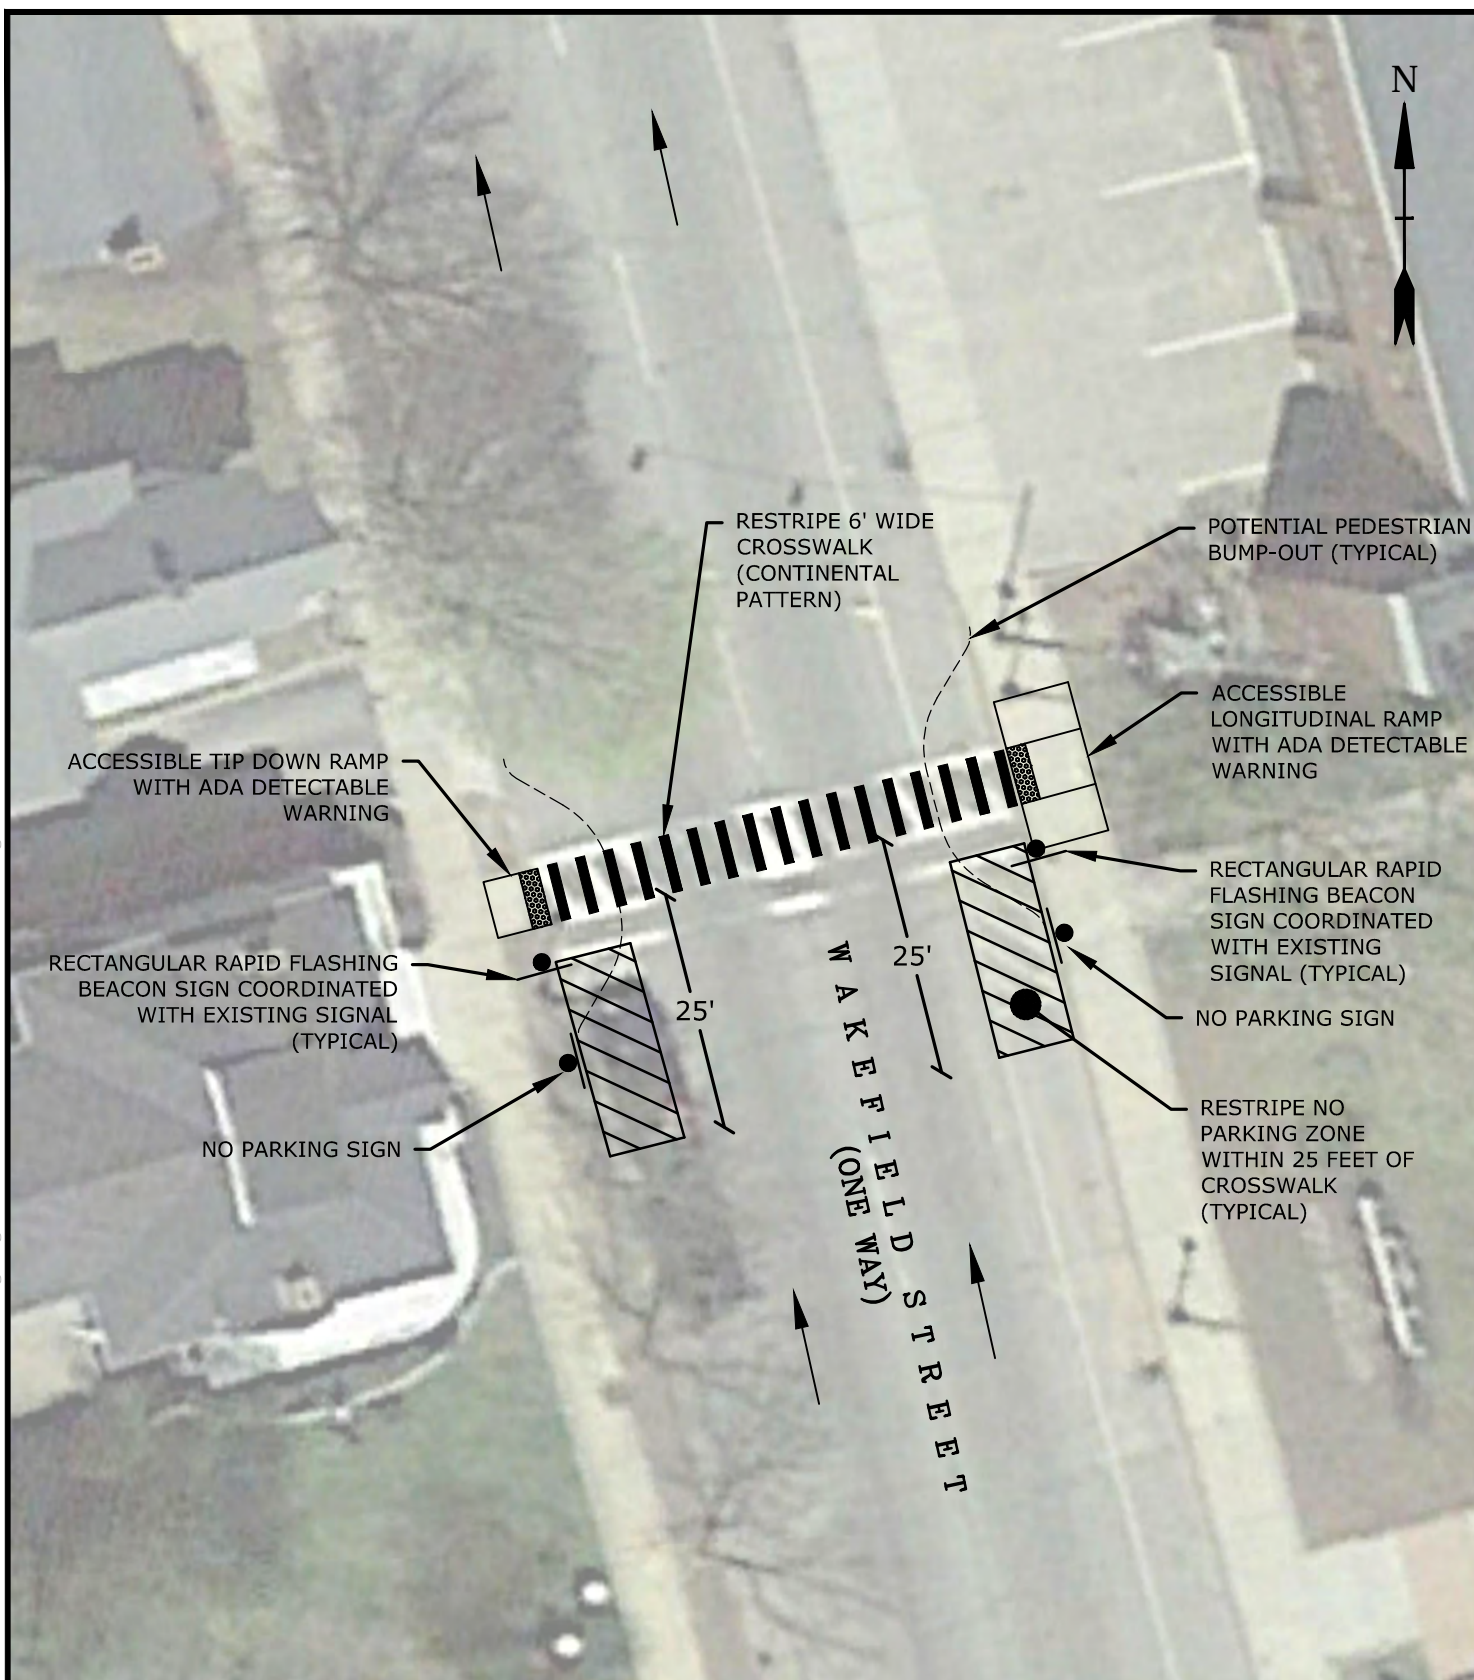 N
RESTRIPE 6' WIDE
CROSSWALK
(CONTINENTAL
PATTERN)
POTENTIAL PEDESTRIAN
BUMP-OUT (TYPICAL)
ACCESSIBLE
LONGITUDINAL RAMP
WITH ADA DETECTABLE
WARNING
ACCESSIBLE TIP DOWN RAMP
WITH ADA DETECTABLE
WARNING
RECTANGULAR RAPID
FLASHING BEACON
SIGN COORDINATED
WITH EXISTING
SIGNAL (TYPICAL)
RECTANGULAR RAPID FLASHING
BEACON SIGN COORDINATED
WITH EXISTING SIGNAL
(TYPICAL)
25'
25'
NO PARKING SIGN
NO PARKING SIGN
RESTRIPE NO
PARKING ZONE
WITHIN 25 FEET OF
CROSSWALK
(TYPICAL)
WAKEFIELD STREET
(ONE WAY)